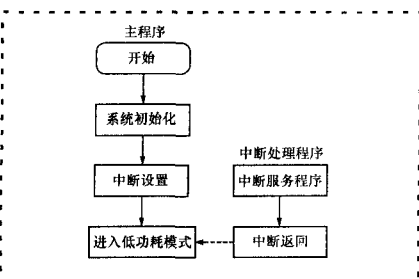 主程序
开始
系统初始化
中断处理程序
中断设置
中断服务程序
进入低功耗模式
中断返回